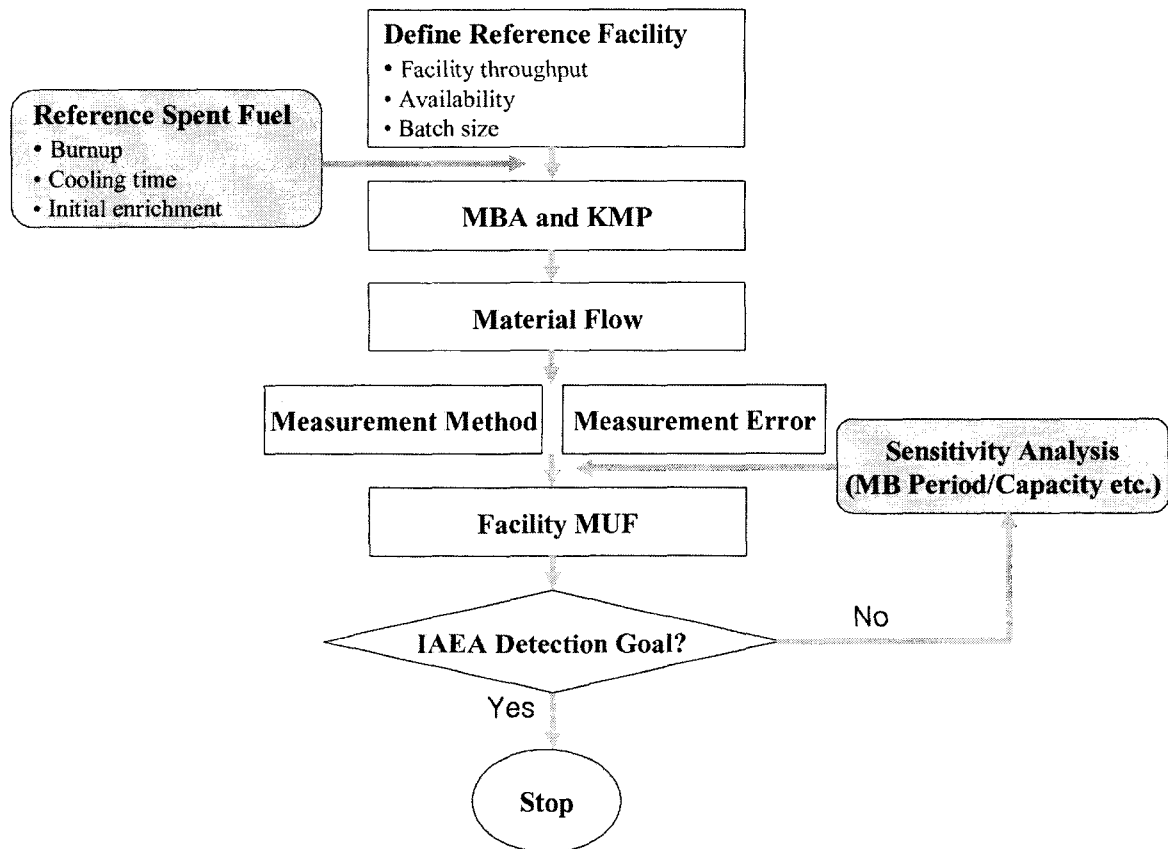 Define Reference Facility
• Facility throughput
• Availability
• Batch size
Reference Spent Fuel
• Burnup
• Cooling time
• Initial enrichment
MBA and KMP
Material Flow
Measurement Method
Measurement Error
Sensitivity Analysis
(MB Period/Capacity etc.)
Facility MUF
IAEA Detection Goal?
No
Yes
Stop